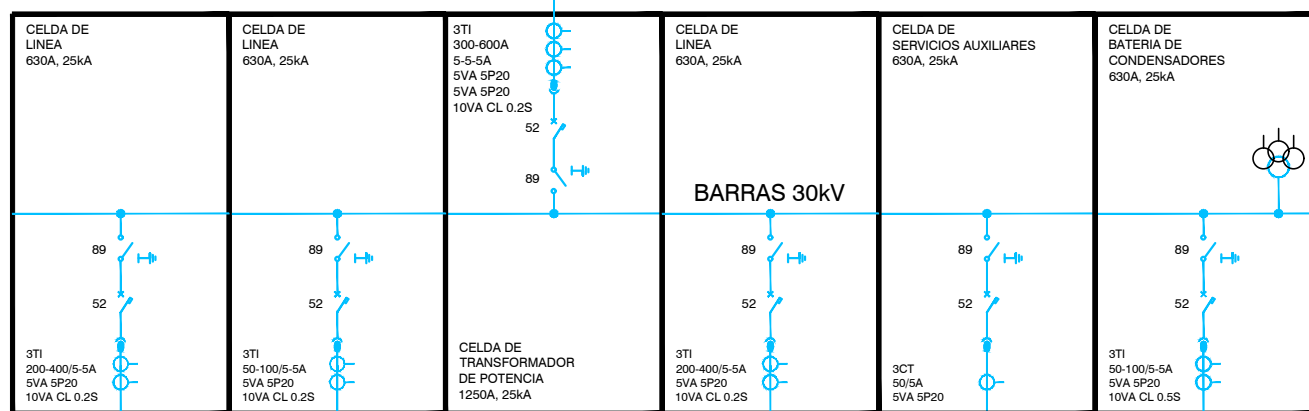 CELDA DE
LINEA
630A, 25kA
89
52
3TI
200-400/5-5A
5VA 5P20
10VA CL 0.2S
CELDA DE
LINEA
630A, 25kA
89
52
3TI
50-100/5-5A
5VA 5P20
10VA CL 0.2S
3TI
300-600A
5-5-5A
5VA 5P20
5VA 5P20
10VA CL 0.2S
52
89
CELDA DE
TRANSFORMADOR
DE POTENCIA
1250A, 25kA
CELDA DE
LINEA
630A, 25kA
BARRAS 30kV
89
52
3TI
200-400/5-5A
5VA 5P20
10VA CL 0.2S
CELDA DE
SERVICIOS AUXILIARES
630A, 25kA
89
52
3CT
50/5A
5VA 5P20
CELDA DE
BATERIA DE
CONDENSADORES
630A, 25kA
89
52
3TI
50-100/5-5A
5VA 5P20
10VA CL 0.5S